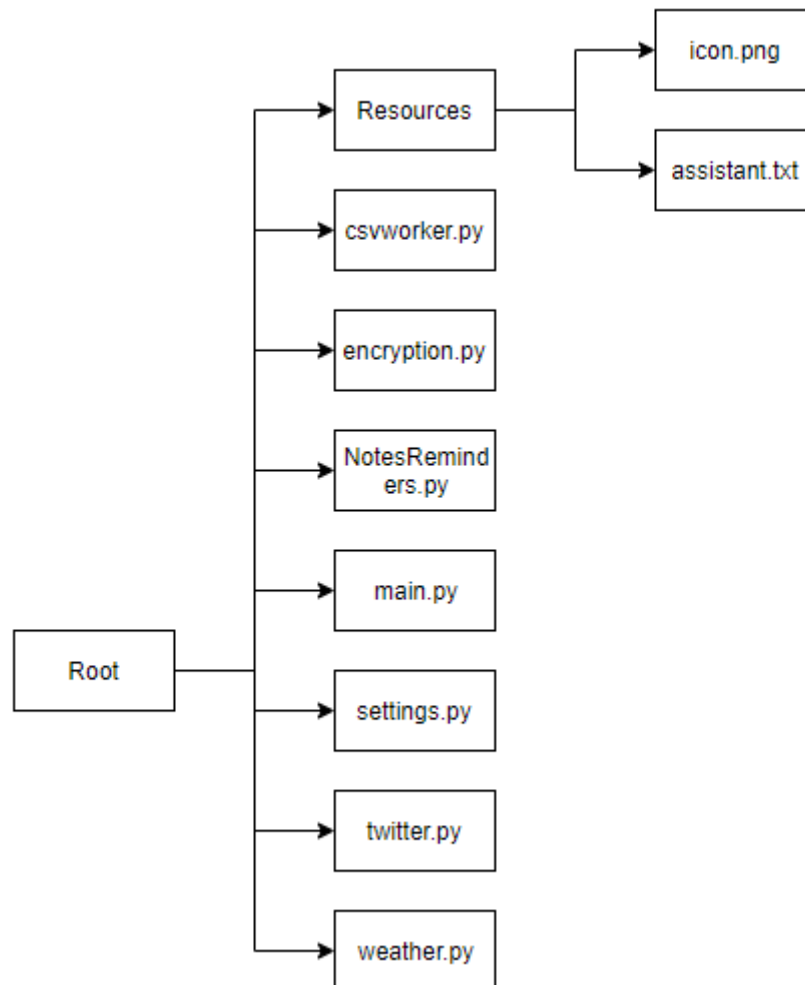 icon.png
Resources
assistant.txt
csvworker.py
encryption.py
NotesRemind
ers.py
main.py
Root
settings.py
twitter.py
weather.py